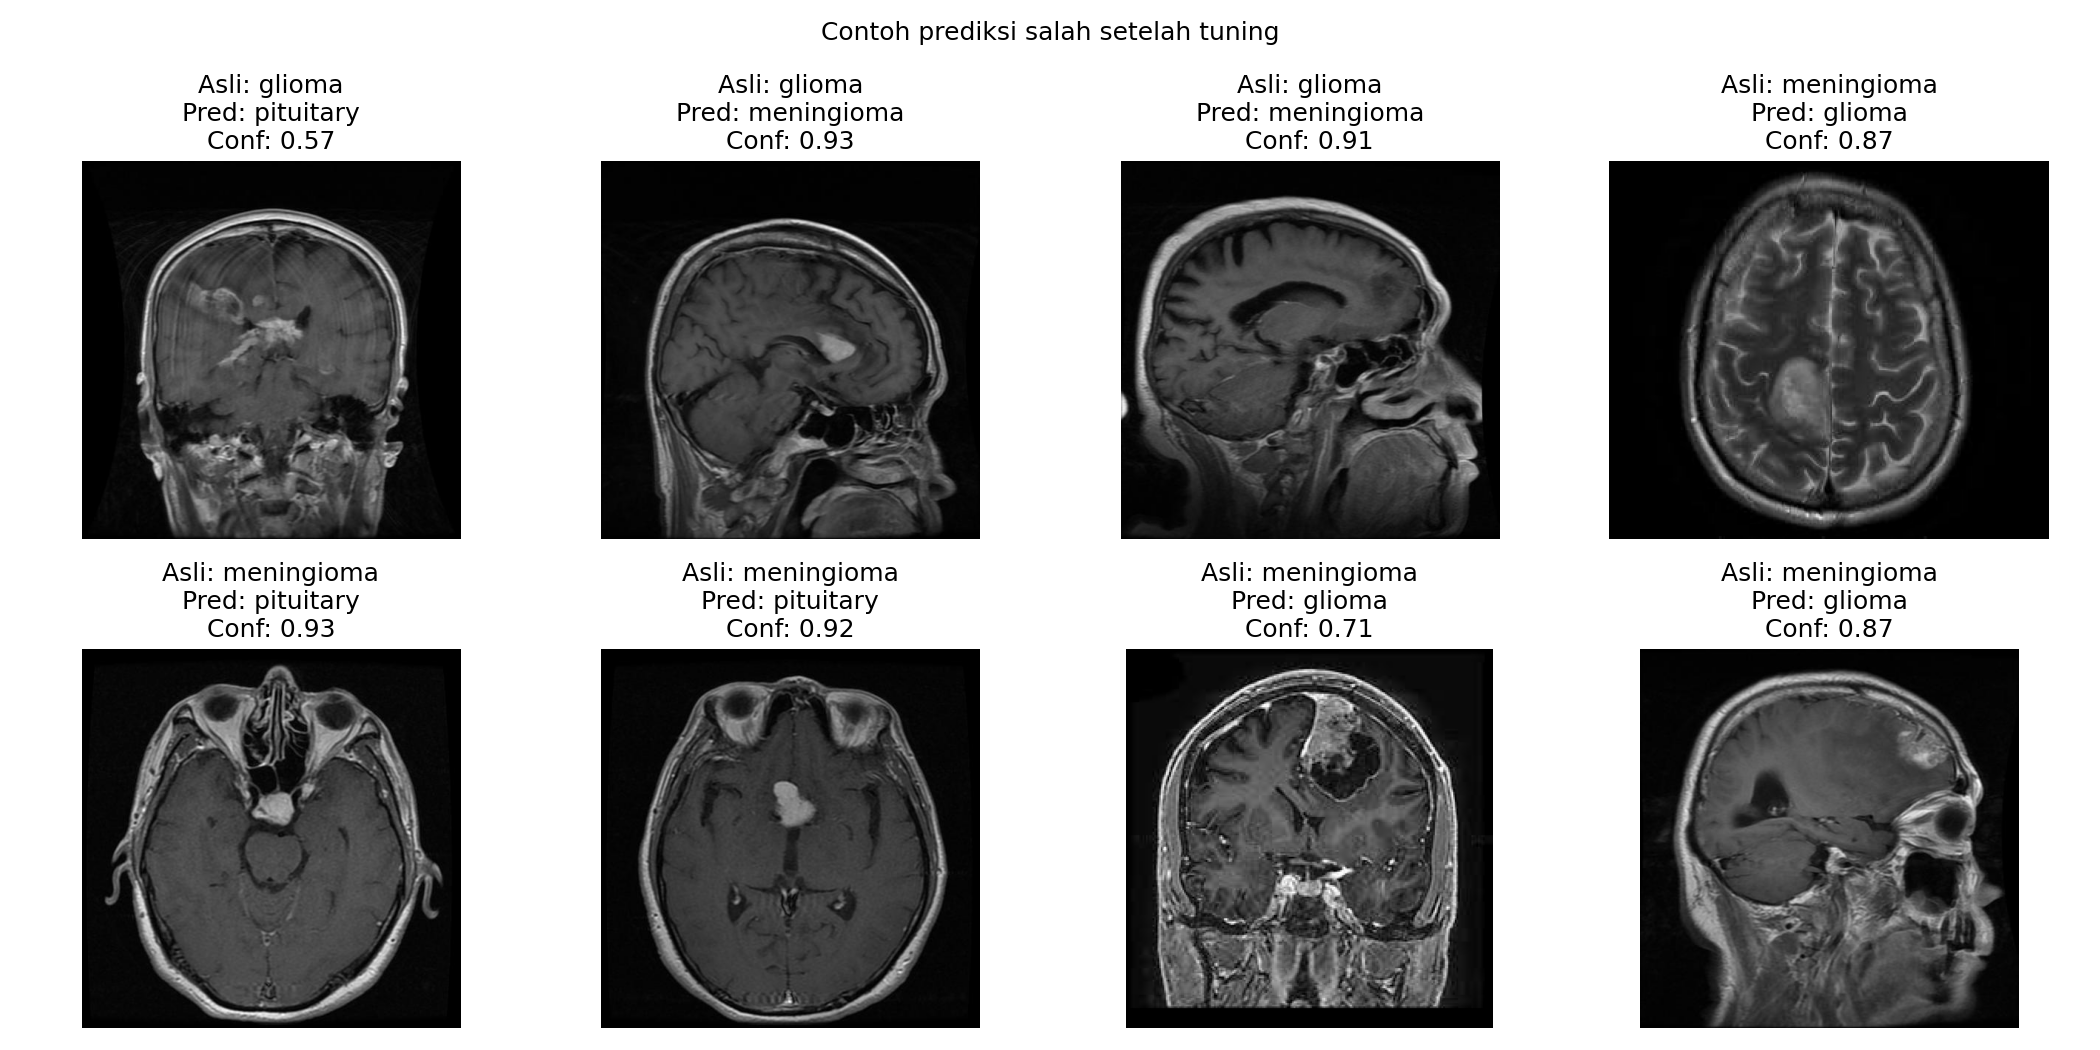 Contoh prediksi salah setelah tuning
Asli: glioma
Pred: pituitary
Conf: 0.57
Asli: glioma
Pred: meningioma
Conf: 0.93
Asli: glioma
Pred: meningioma
Conf: 0.91
Asli: meningioma
Pred: glioma
Conf: 0.87
Asli: meningioma
Pred: pituitary
Conf: 0.93
Asli: meningioma
Pred: pituitary
Conf: 0.92
Asli: meningioma
Pred: glioma
Conf: 0.71
Asli: meningioma
Pred: glioma
Conf: 0.87